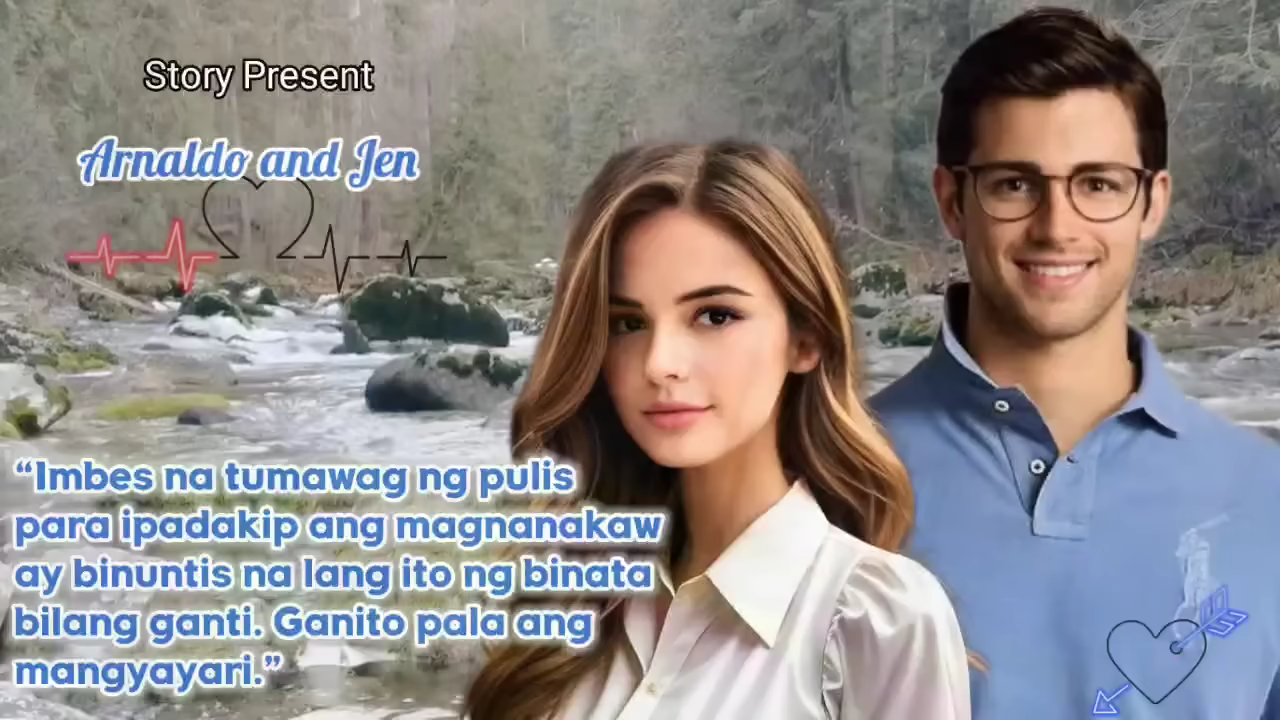 Story Present
Arnaldo and Jen
“Imbes na tumawag ng pulis
para ipadakip ang magnanakaw
ay binuntis na lang ito ng binata
bilang ganti. Ganito pala ang
mangyayari.”